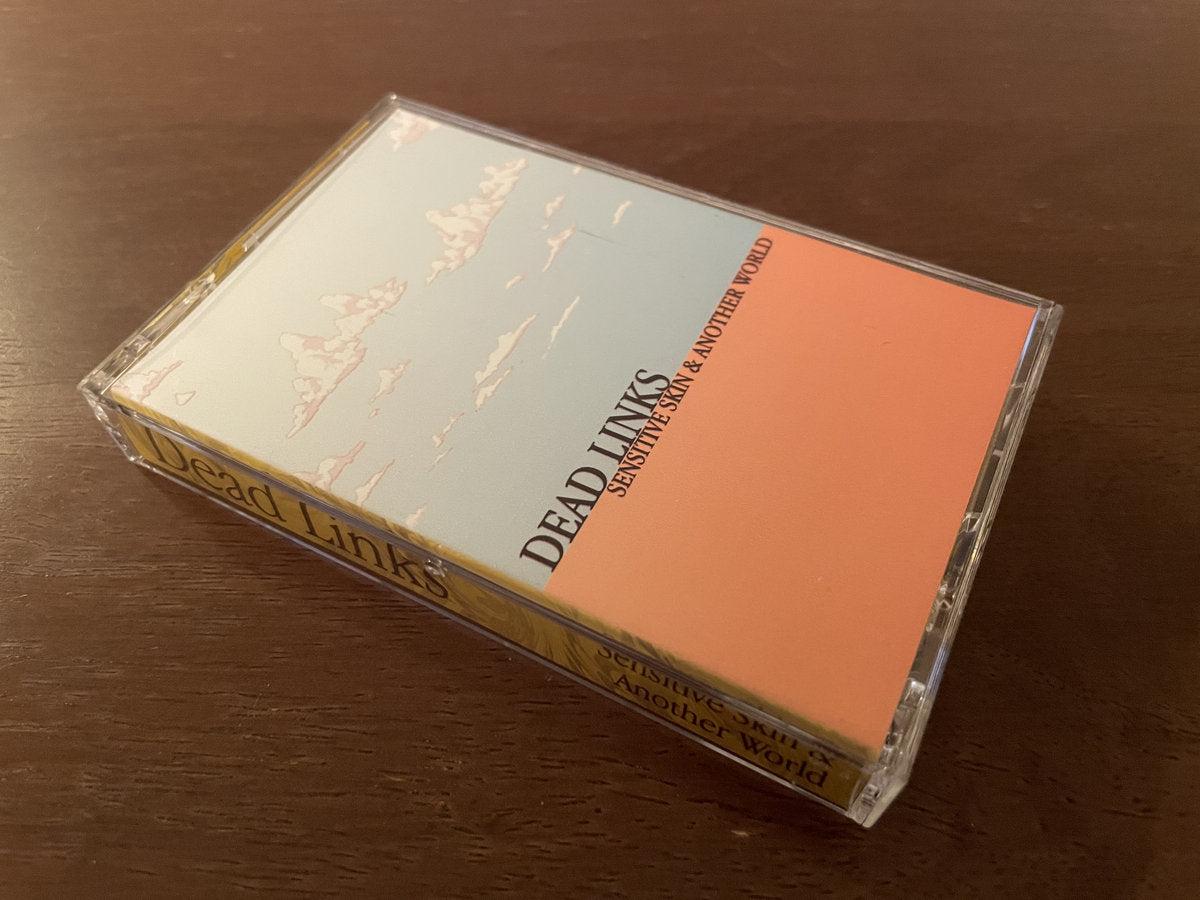 DEAD LINKS
SENSITIVE SKIN & ANOTHER WORLD
Dead Links
Sensitive Skin &
Another World